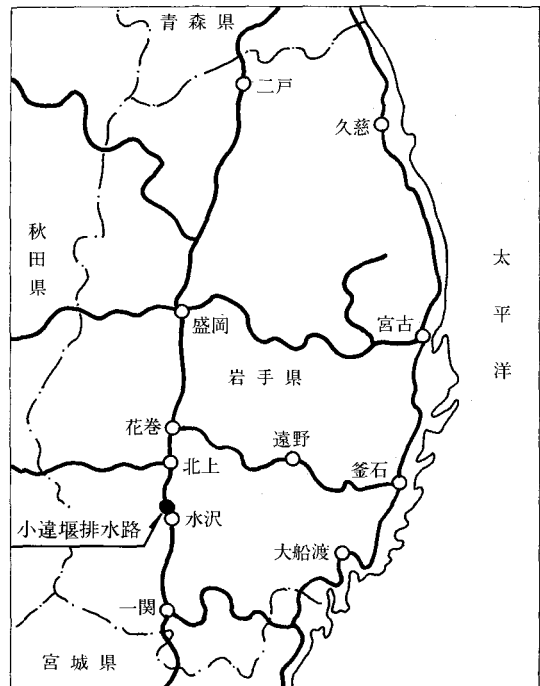 青森県
二戸
久慈
秋田県
太平洋
盛岡
宮古
岩手県
花巻
遠野
北上
釜石
小違堰排水路
水沢
大船渡
一関
宮城県